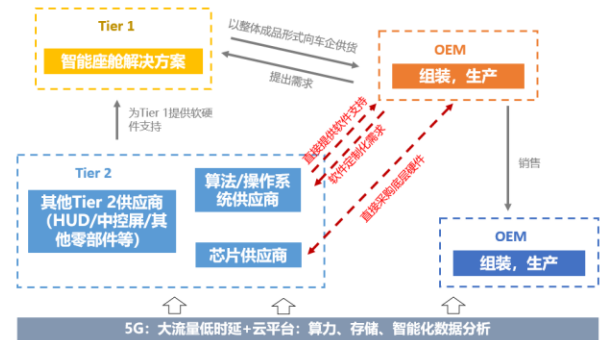 Tier 1
智能座舱解决方案
以整体成品形式向车企供货
提出需求
OEM
组装，生产
为Tier 1提供软硬
件支持
直接提供软件支持
软件定制化需求
直接采购底层硬件
销售
Tier 2
其他Tier 2供应商
（HUD/中控屏/其
他零部件等）
算法/操作系
统供应商
芯片供应商
OEM
组装，生产
5G：大流量低时延+云平台：算力、存储、智能化数据分析